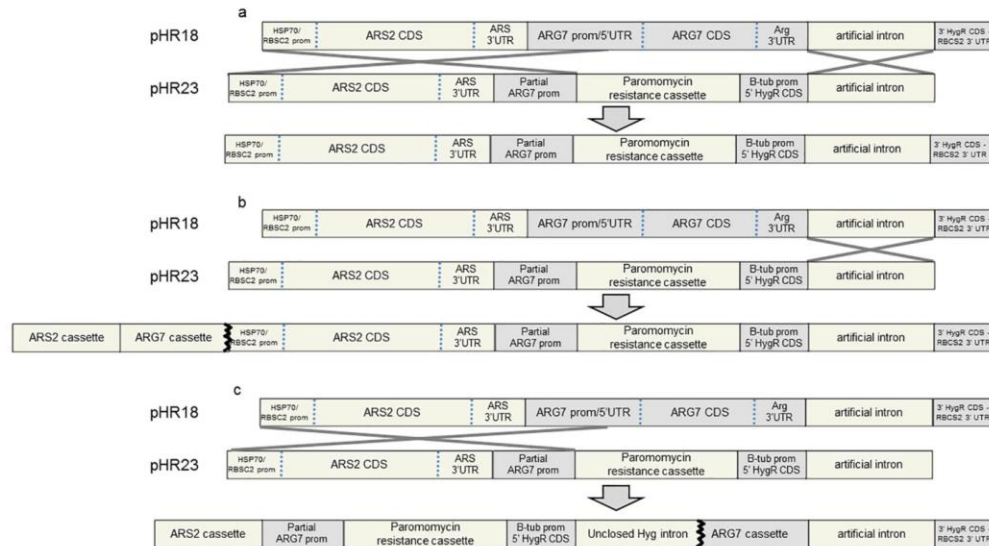 a
pHR18
HSP70/ RBSC2 prom ARS2 CDS ARS 3'UTR ARG7 prom/5'UTR ARG7 CDS Arg 3'UTR artificial intron 3' HygR CDS - RBCS2 3' UTR
pHR23
HSP70/ RBSC2 prom ARS2 CDS ARS 3'UTR Partial ARG7 prom Paromomycin resistance cassette B-tub prom 5' HygR CDS artificial intron
HSP70/ RBSC2 prom ARS2 CDS ARS 3'UTR Partial ARG7 prom Paromomycin resistance cassette B-tub prom 5' HygR CDS artificial intron 3' HygR CDS - RBCS2 3' UTR
b
pHR18
HSP70/ RBSC2 prom ARS2 CDS ARS 3'UTR ARG7 prom/5'UTR ARG7 CDS Arg 3'UTR artificial intron 3' HygR CDS - RBCS2 3' UTR
pHR23
HSP70/ RBSC2 prom ARS2 CDS ARS 3'UTR Partial ARG7 prom Paromomycin resistance cassette B-tub prom 5' HygR CDS artificial intron
ARS2 cassette ARG7 cassette HSP70/ RBSC2 prom ARS2 CDS ARS 3'UTR Partial ARG7 prom Paromomycin resistance cassette B-tub prom 5' HygR CDS artificial intron 3' HygR CDS - RBCS2 3' UTR
c
pHR18
HSP70/ RBSC2 prom ARS2 CDS ARS 3'UTR ARG7 prom/5'UTR ARG7 CDS Arg 3'UTR artificial intron 3' HygR CDS - RBCS2 3' UTR
pHR23
HSP70/ RBSC2 prom ARS2 CDS ARS 3'UTR Partial ARG7 prom Paromomycin resistance cassette B-tub prom 5' HygR CDS artificial intron
ARS2 cassette Partial ARG7 prom Paromomycin resistance cassette B-tub prom 5' HygR CDS Unclosed Hyg intron ARG7 cassette artificial intron 3' HygR CDS - RBCS2 3' UTR